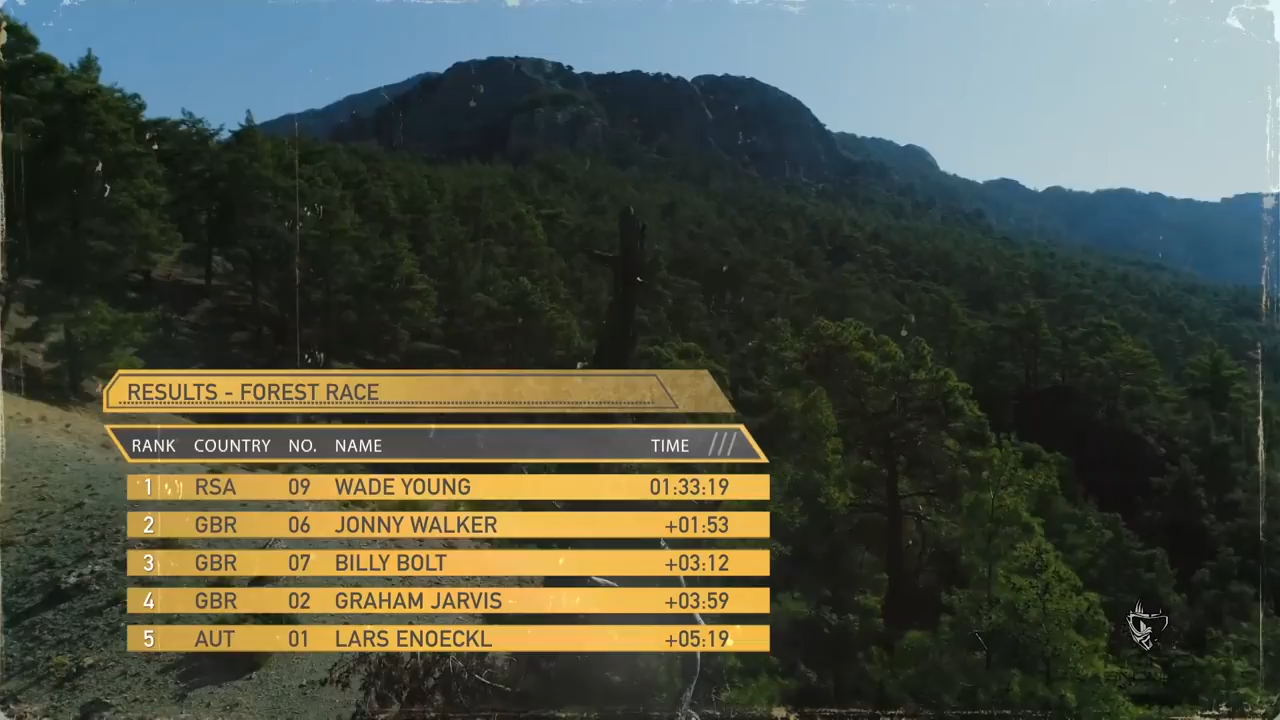 RESULTS - FOREST RACE
RANK COUNTRY NO. NAME TIME ///
1 RSA 09 WADE YOUNG 01:33:19
2 GBR 06 JONNY WALKER +01:53
3 GBR 07 BILLY BOLT +03:12
4 GBR 02 GRAHAM JARVIS +03:59
5 AUT 01 LARS ENOECKL +05:19